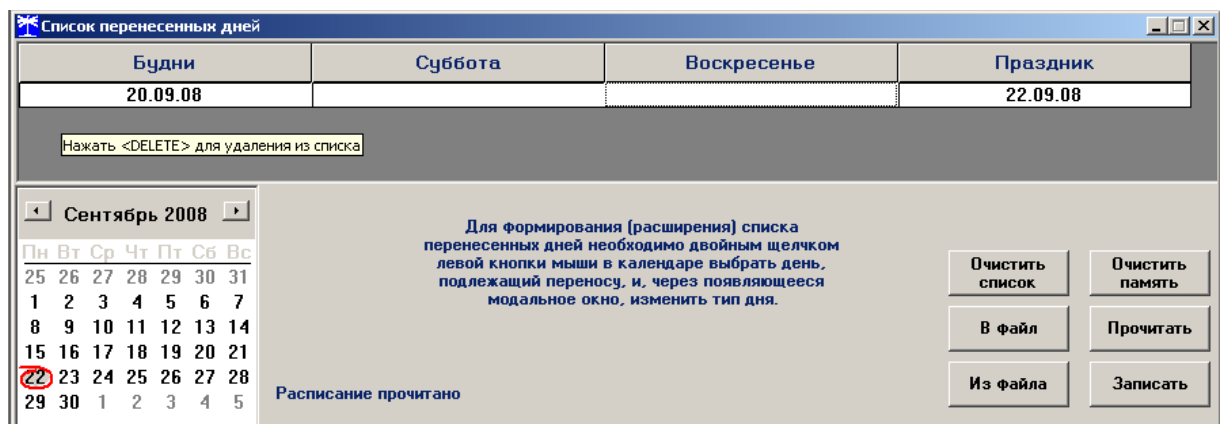 Список перенесенных дней
Будни Суббота Воскресенье Праздник
20.09.08 22.09.08
Нажать <DELETE> для удаления из списка
Сентябрь 2008
Пн Вт Ср Чт Пт Сб Вс
25 26 27 28 29 30 31
1 2 3 4 5 6 7
8 9 10 11 12 13 14
15 16 17 18 19 20 21
22 23 24 25 26 27 28
29 30 1 2 3 4 5
Для формирования (расширения) списка
перенесенных дней необходимо двойным щелчком
левой кнопки мыши в календаре выбрать день,
подлежащий переносу, и, через появляющееся
модальное окно, изменить тип дня.
Расписание прочитано
Очистить
список
Очистить
память
В файл Прочитать
Из файла Записать